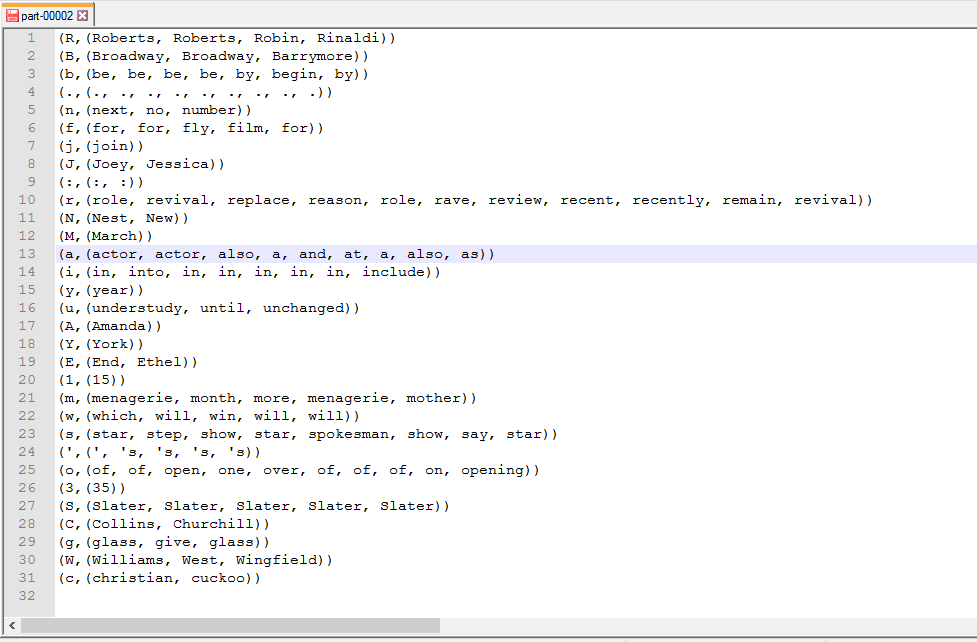 part-00002
1 (R,(Roberts, Roberts, Robin, Rinaldi))
2 (B,(Broadway, Broadway, Barrymore))
3 (b,(be, be, be, be, by, begin, by))
4 (.,(., ., ., ., ., ., ., ., .))
5 (n,(next, no, number))
6 (f,(for, for, fly, film, for))
7 (j,(join))
8 (J,(Joey, Jessica))
9 (:,(:, :))
10 (r,(role, revival, replace, reason, role, rave, review, recent, recently, remain, revival))
11 (N,(Nest, New))
12 (M,(March))
13 (a,(actor, actor, also, a, and, at, a, also, as))
14 (i,(in, into, in, in, in, in, in, include))
15 (y,(year))
16 (u,(understudy, until, unchanged))
17 (A,(Amanda))
18 (Y,(York))
19 (E,(End, Ethel))
20 (1,(15))
21 (m,(menagerie, month, more, menagerie, mother))
22 (w,(which, will, win, will, will))
23 (s,(star, step, show, star, spokesman, show, say, star))
24 (',(', 's, 's, 's, 's))
25 (o,(of, of, open, one, over, of, of, of, on, opening))
26 (3,(35))
27 (S,(Slater, Slater, Slater, Slater, Slater))
28 (C,(Collins, Churchill))
29 (g,(glass, give, glass))
30 (W,(Williams, West, Wingfield))
31 (c,(christian, cuckoo))
32